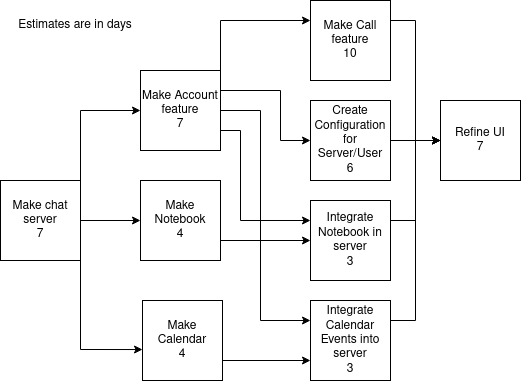 Estimates are in days
Make Call
feature
10
Make Account
feature
7
Create
Configuration
for
Server/User
6
Refine UI
7
Make chat
server
7
Make
Notebook
4
Integrate
Notebook in
server
3
Make
Calendar
4
Integrate
Calendar
Events into
server
3